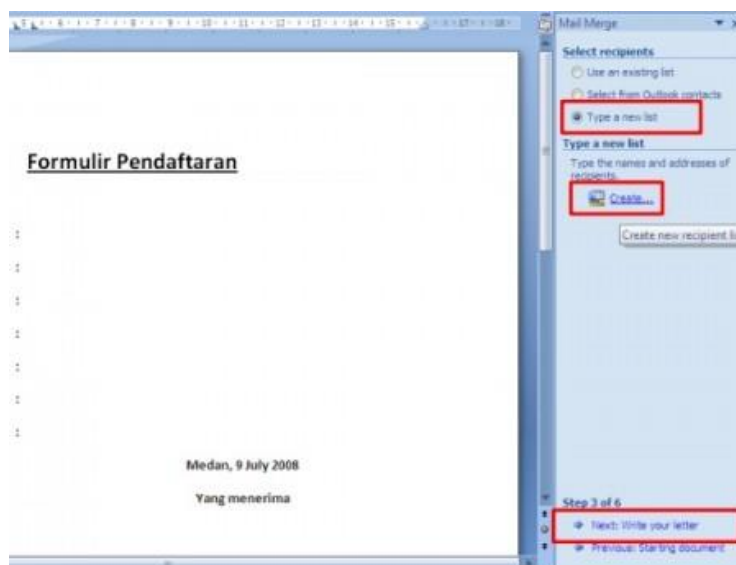 Mail Merge
Select recipients
Use an existing list
Select from Outlook contacts
Type a new list
Type a new list
Type the names and addresses of
recipients.
Create...
Create new recipient li
Step 3 of 6
Next: Write your letter
Previous: Starting document
Formulir Pendaftaran
:
:
:
:
:
:
:
Medan, 9 July 2008
Yang menerima